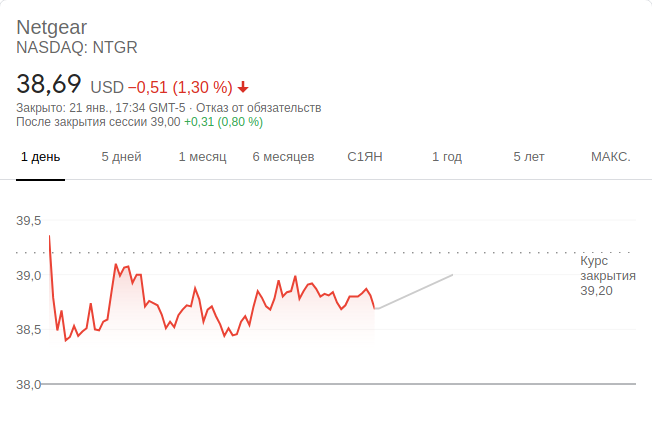 Netgear
NASDAQ: NTGR
38,69 USD −0,51 (1,30 %)
Закрыто: 21 янв., 17:34 GMT-5 · Отказ от обязательств
После закрытия сессии 39,00 +0,31 (0,80 %)
1 день 5 дней 1 месяц 6 месяцев С1ЯН 1 год 5 лет МАКС.
39,5
39,0
38,5
38,0
Курс
закрытия
39,20